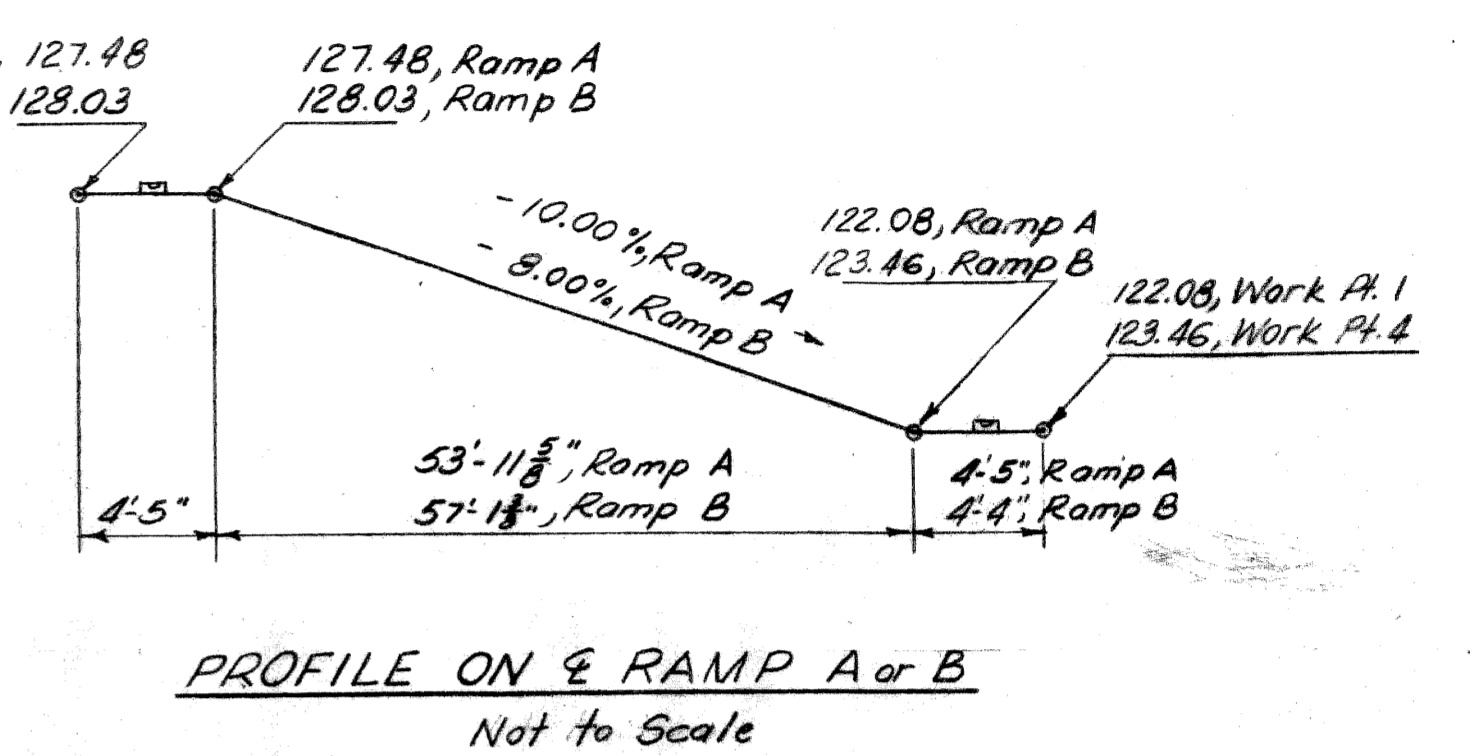 127.48
128.03
127.48, Ramp A
128.03, Ramp B
- 10.00%, Ramp A
- 8.00%, Ramp B
122.08, Ramp A
123.46, Ramp B
122.08, Work Pt. 1
123.46, Work Pt. 4
4'-5"
53'-11 5/8", Ramp A
57'-1 3/8", Ramp B
4'-5", Ramp A
4'-4", Ramp B
PROFILE ON ℄ RAMP A or B
Not to Scale